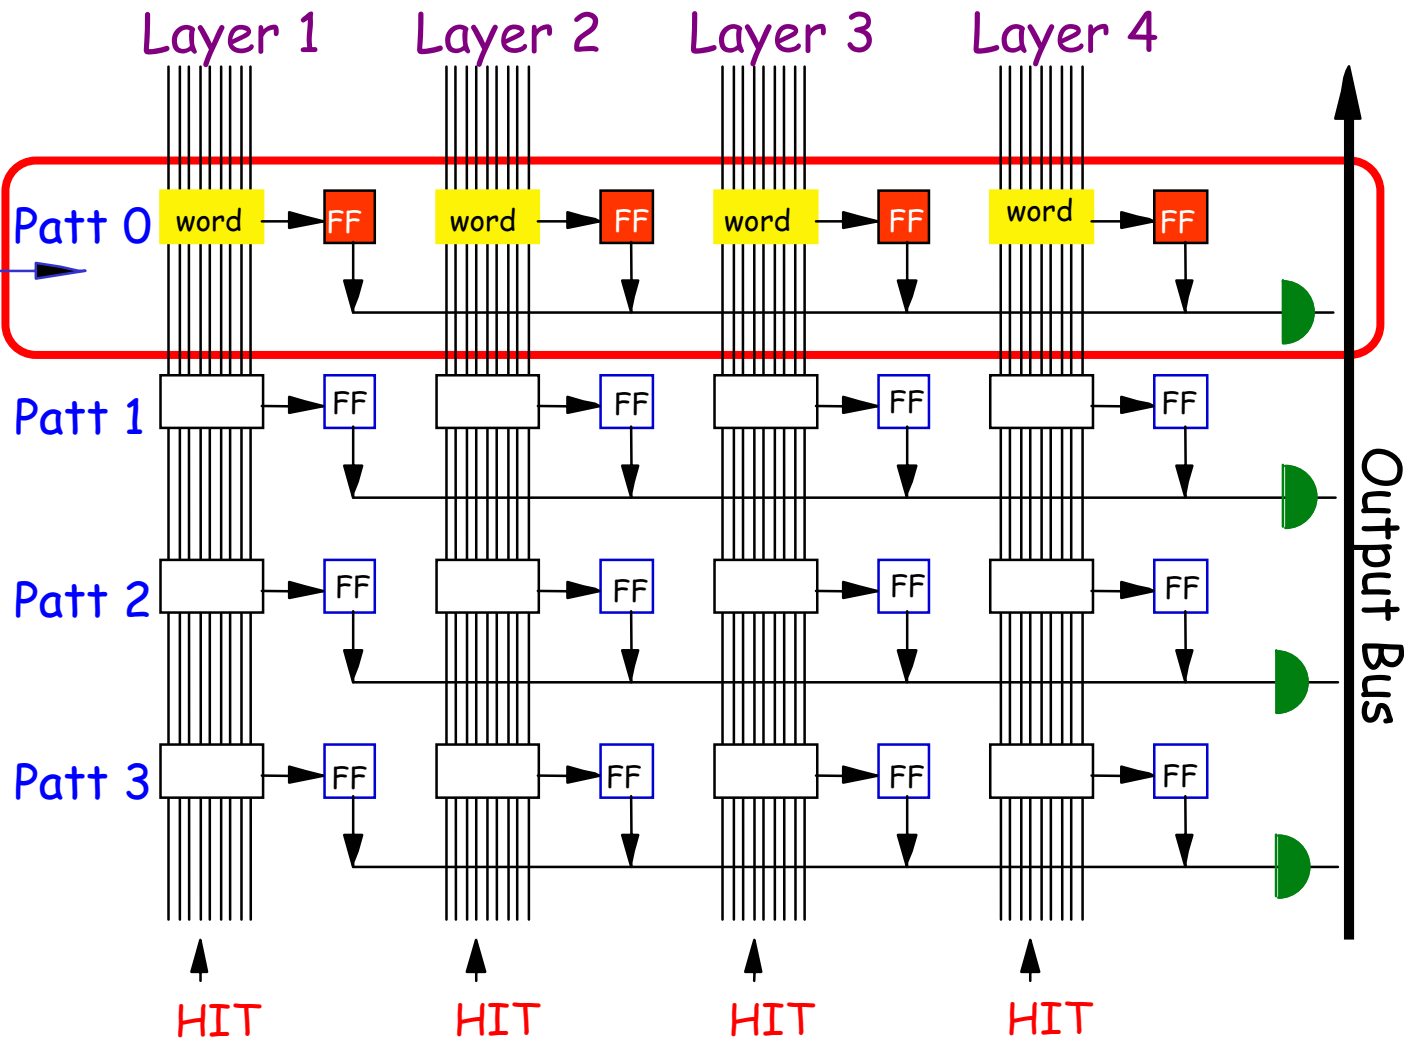 Layer 1 Layer 2 Layer 3 Layer 4
Patt 0 word FF word FF word FF word FF
Patt 1 FF FF FF FF
Patt 2 FF FF FF FF
Patt 3 FF FF FF FF
Output Bus
HIT HIT HIT HIT